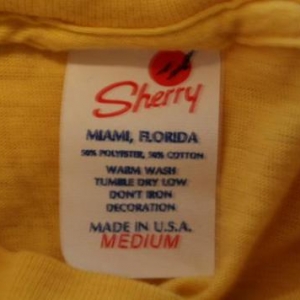 Sherry
MIAMI, FLORIDA
50% POLYESTER, 50% COTTON
WARM WASH
TUMBLE DRY LOW
DON'T IRON
DECORATION
MADE IN U.S.A.
MEDIUM